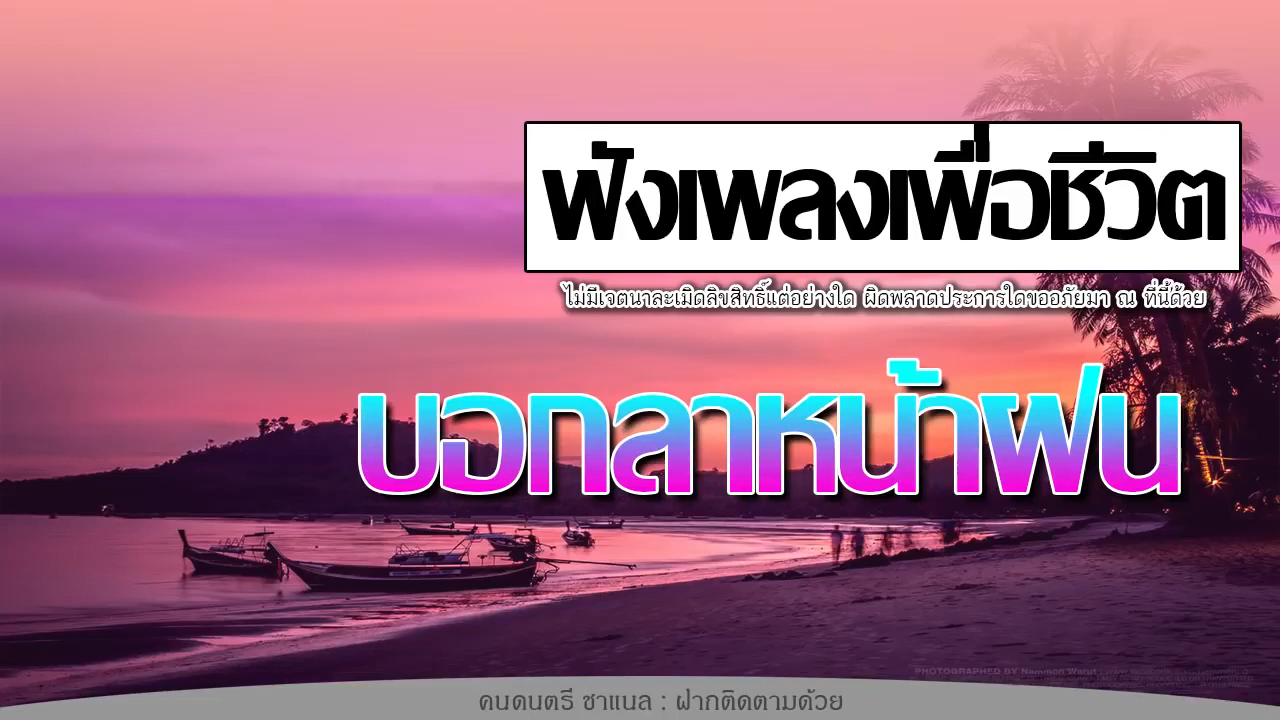 ฟังเพลงเพื่อชีวิต
ไม่มีเจตนาละเมิดลิขสิทธิ์แต่อย่างใด ผิดพลาดประการใดขออภัยมา ณ ที่นี้ด้วย
บอกลาหน้าฝน
PHOTOGRAPHED BY Nammon Warut
คนดนตรี ชาแนล : ฝากติดตามด้วย